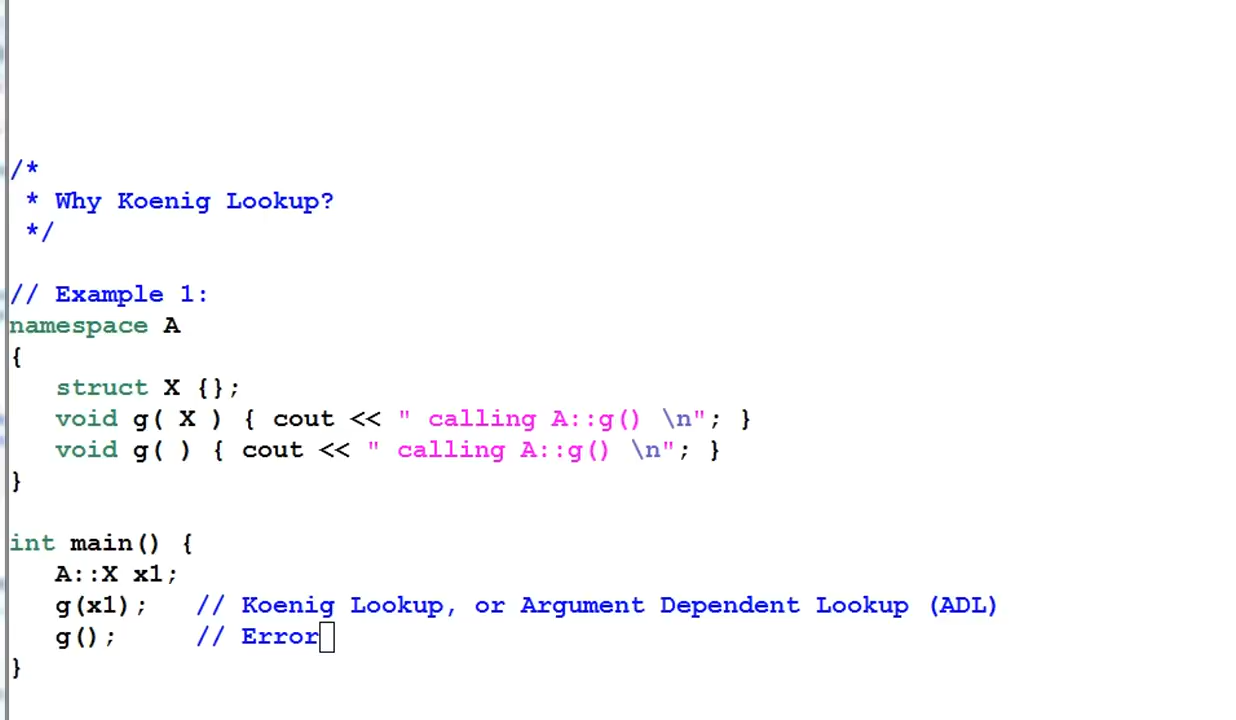 /*
 * Why Koenig Lookup?
 */
// Example 1:
namespace A
{
   struct X {};
   void g( X ) { cout << " calling A::g() \n"; }
   void g( ) { cout << " calling A::g() \n"; }
}
int main() {
   A::X x1;
   g(x1);   // Koenig Lookup, or Argument Dependent Lookup (ADL)
   g();     // Error
}